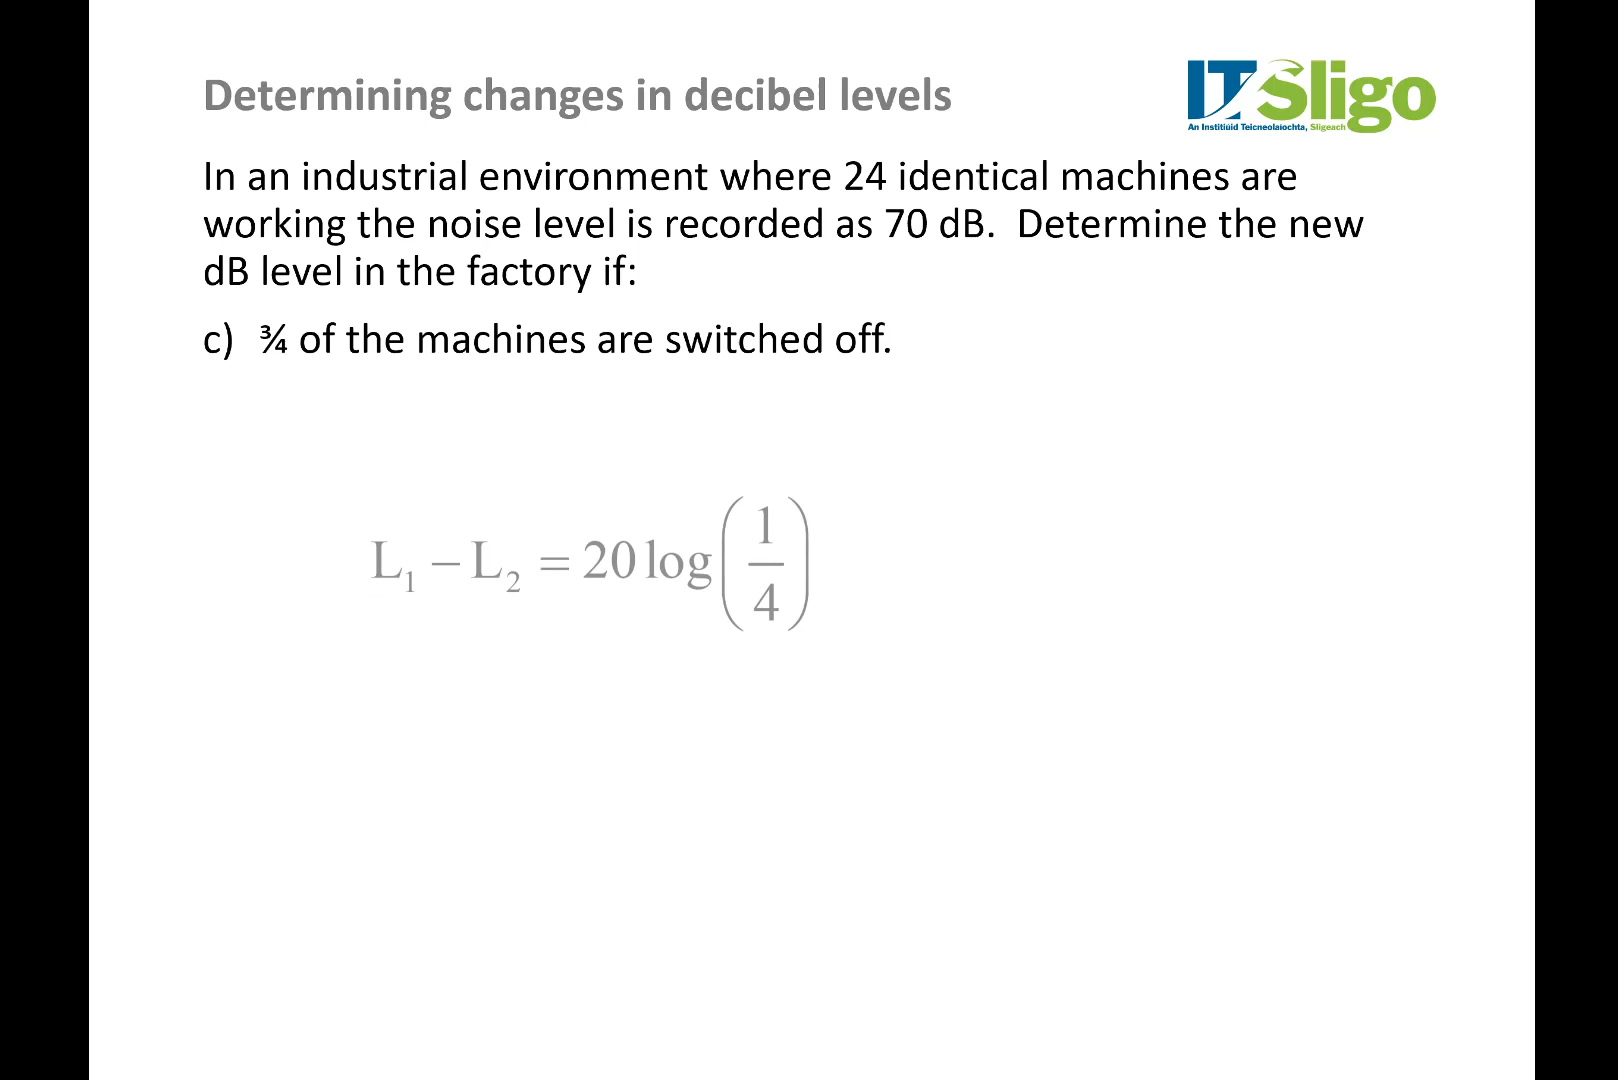 Determining changes in decibel levels
ITSligo
An Institiúid Teicneolaíochta, Sligeach
In an industrial environment where 24 identical machines are
working the noise level is recorded as 70 dB.  Determine the new
dB level in the factory if:
c) ¾ of the machines are switched off.
L₁ − L₂ = 20 log(1/4)